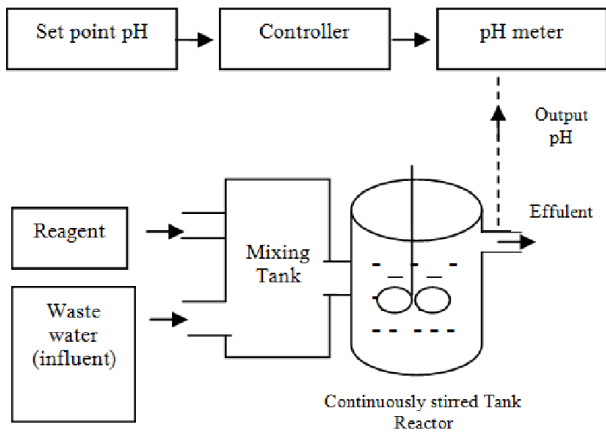 Set point pH
Controller
pH meter
Output
pH
Effulent
Reagent
Mixing
Tank
Waste
water
(influent)
Continuously stirred Tank
Reactor